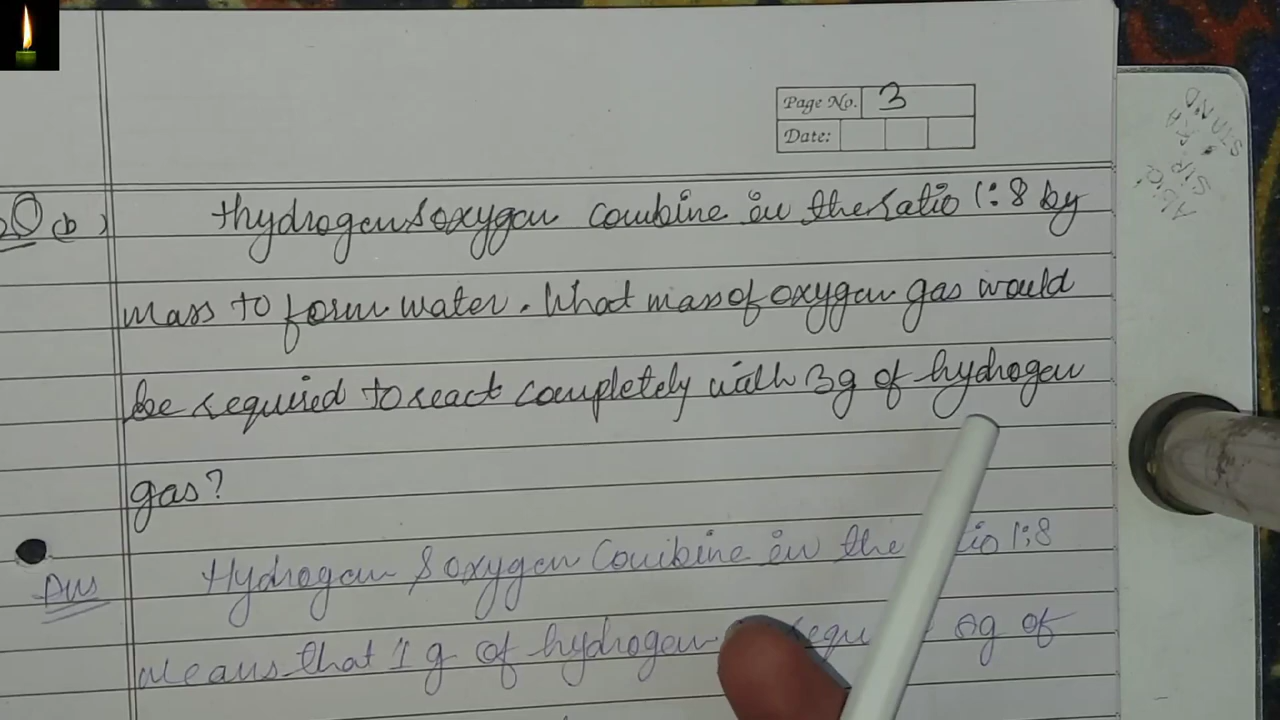 Page No. 3
Date:
(b) Hydrogen & oxygen combine in the ratio 1:8 by
mass to form water. What mass of oxygen gas would
be required to react completely with 3g of hydrogen
gas?
Ans Hydrogen & oxygen combine in the 1:8
means that 1 g of hydrogen 8g of